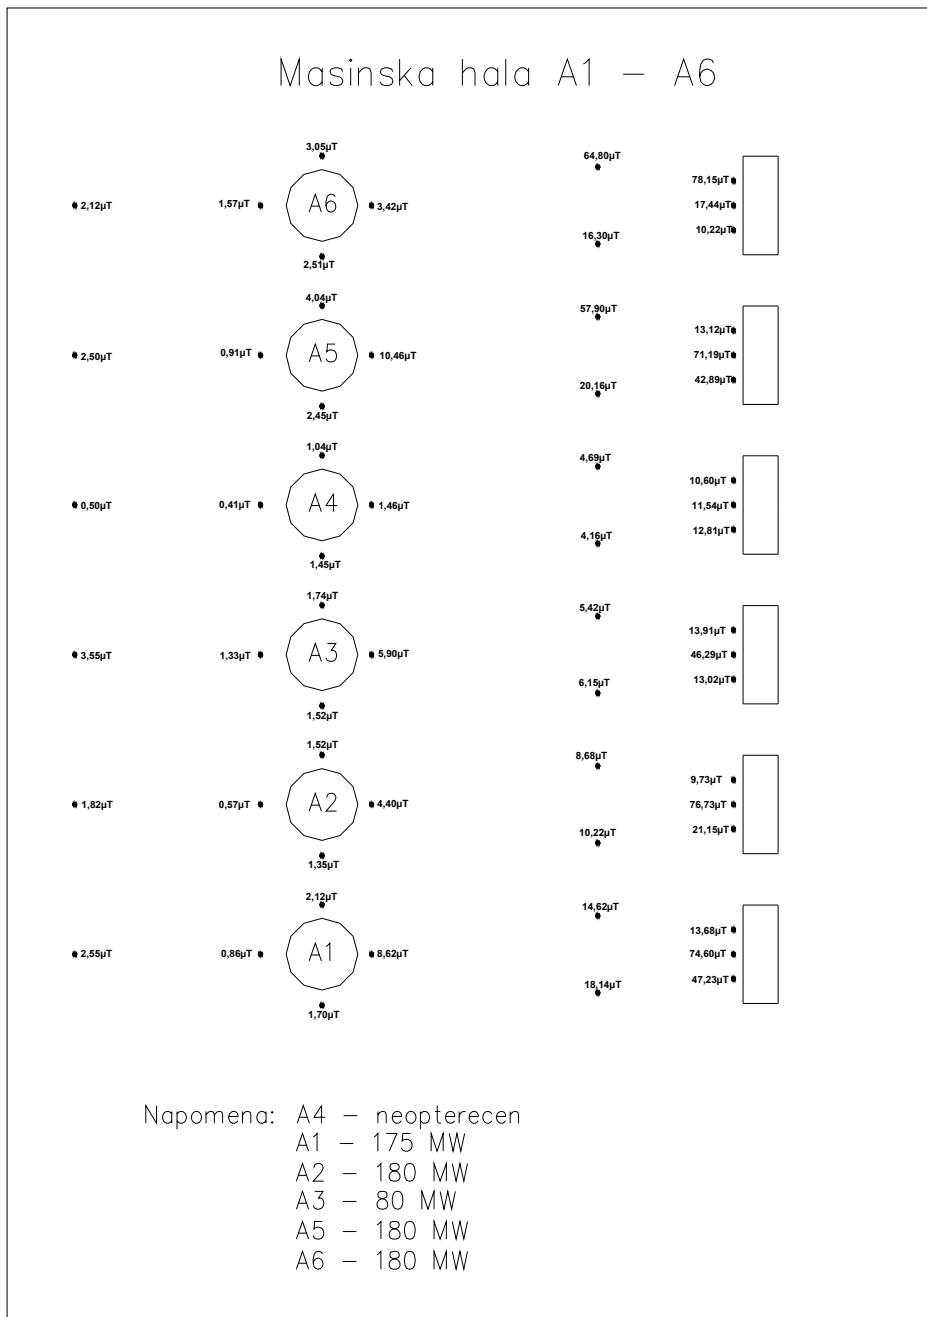 Masinska hala A1 – A6
3,05µT
64,80µT
78,15µT
2,12µT
1,57µT
A6
3,42µT
17,44µT
10,22µT
16,30µT
2,51µT
4,04µT
57,90µT
13,12µT
2,50µT
0,91µT
A5
10,46µT
71,19µT
42,89µT
20,16µT
2,45µT
1,04µT
4,69µT
10,60µT
0,50µT
0,41µT
A4
1,46µT
11,54µT
12,81µT
4,16µT
1,45µT
1,74µT
5,42µT
13,91µT
3,55µT
1,33µT
A3
5,90µT
46,29µT
13,02µT
6,15µT
1,52µT
1,52µT
8,68µT
9,73µT
1,82µT
0,57µT
A2
4,40µT
76,73µT
21,15µT
10,22µT
1,35µT
2,12µT
14,62µT
13,68µT
2,55µT
0,86µT
A1
8,62µT
74,60µT
47,23µT
18,14µT
1,70µT
Napomena: A4 – neopterecen
A1 – 175 MW
A2 – 180 MW
A3 – 80 MW
A5 – 180 MW
A6 – 180 MW